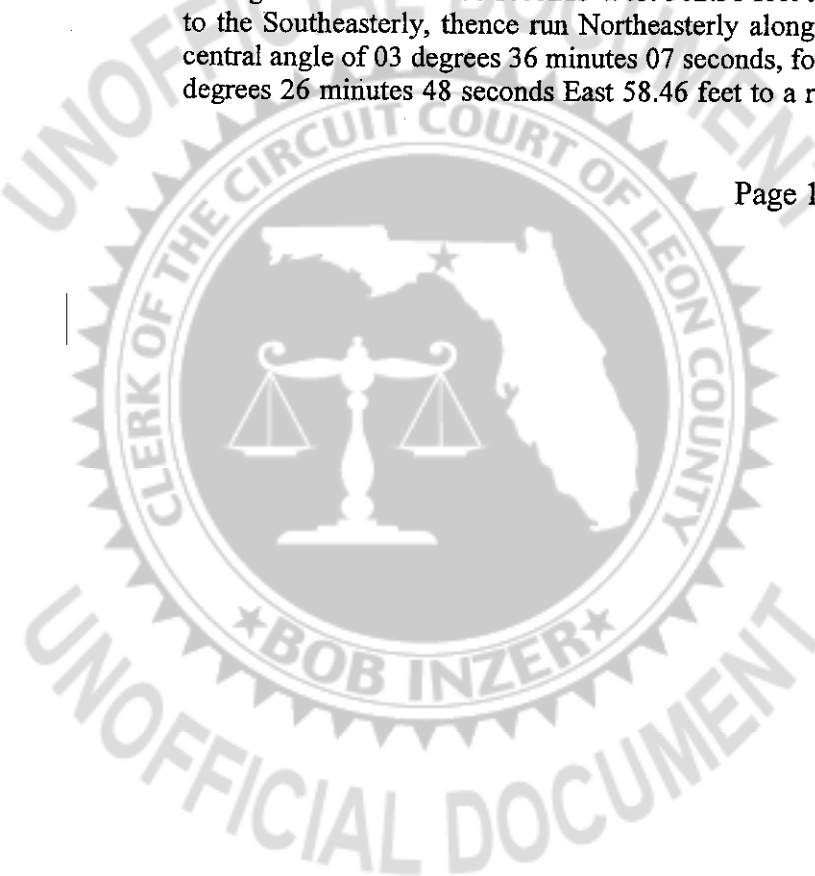 to the Southeasterly, thence run Northeasterly along
central angle of 03 degrees 36 minutes 07 seconds, fo
degrees 26 minutes 48 seconds East 58.46 feet to a r
Page 1
UNOFFICIAL DOCUMENT
CLERK OF THE CIRCUIT COURT OF LEON COUNTY
BOB INZER
UNOFFICIAL DOCUMENT